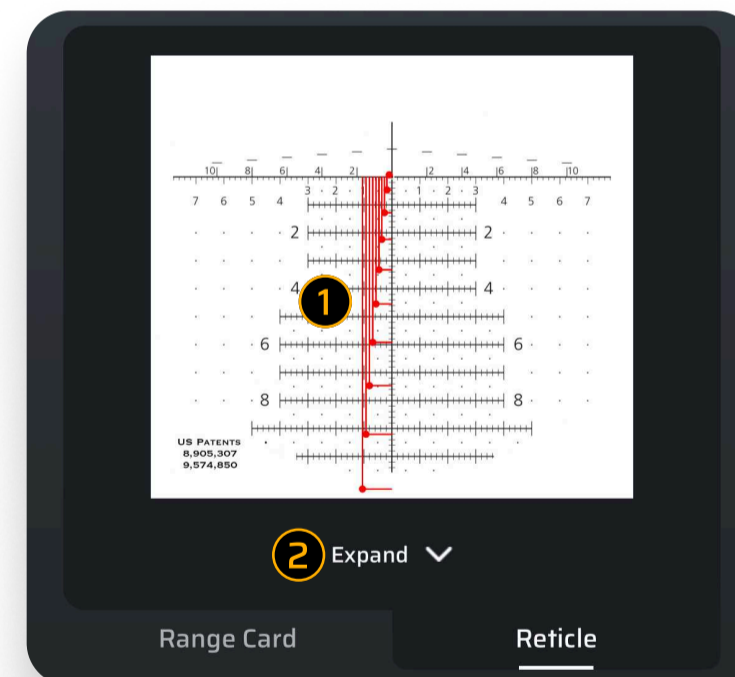 10| 8| 6| 4| 2| |2 |4 |6 |8 |10
7 6 5 4 3 2 1 2 3 4 5 6 7
2 2
4 4
1
6 6
8 8
US PATENTS
8,905,307
9,574,850
2 Expand
Range Card Reticle